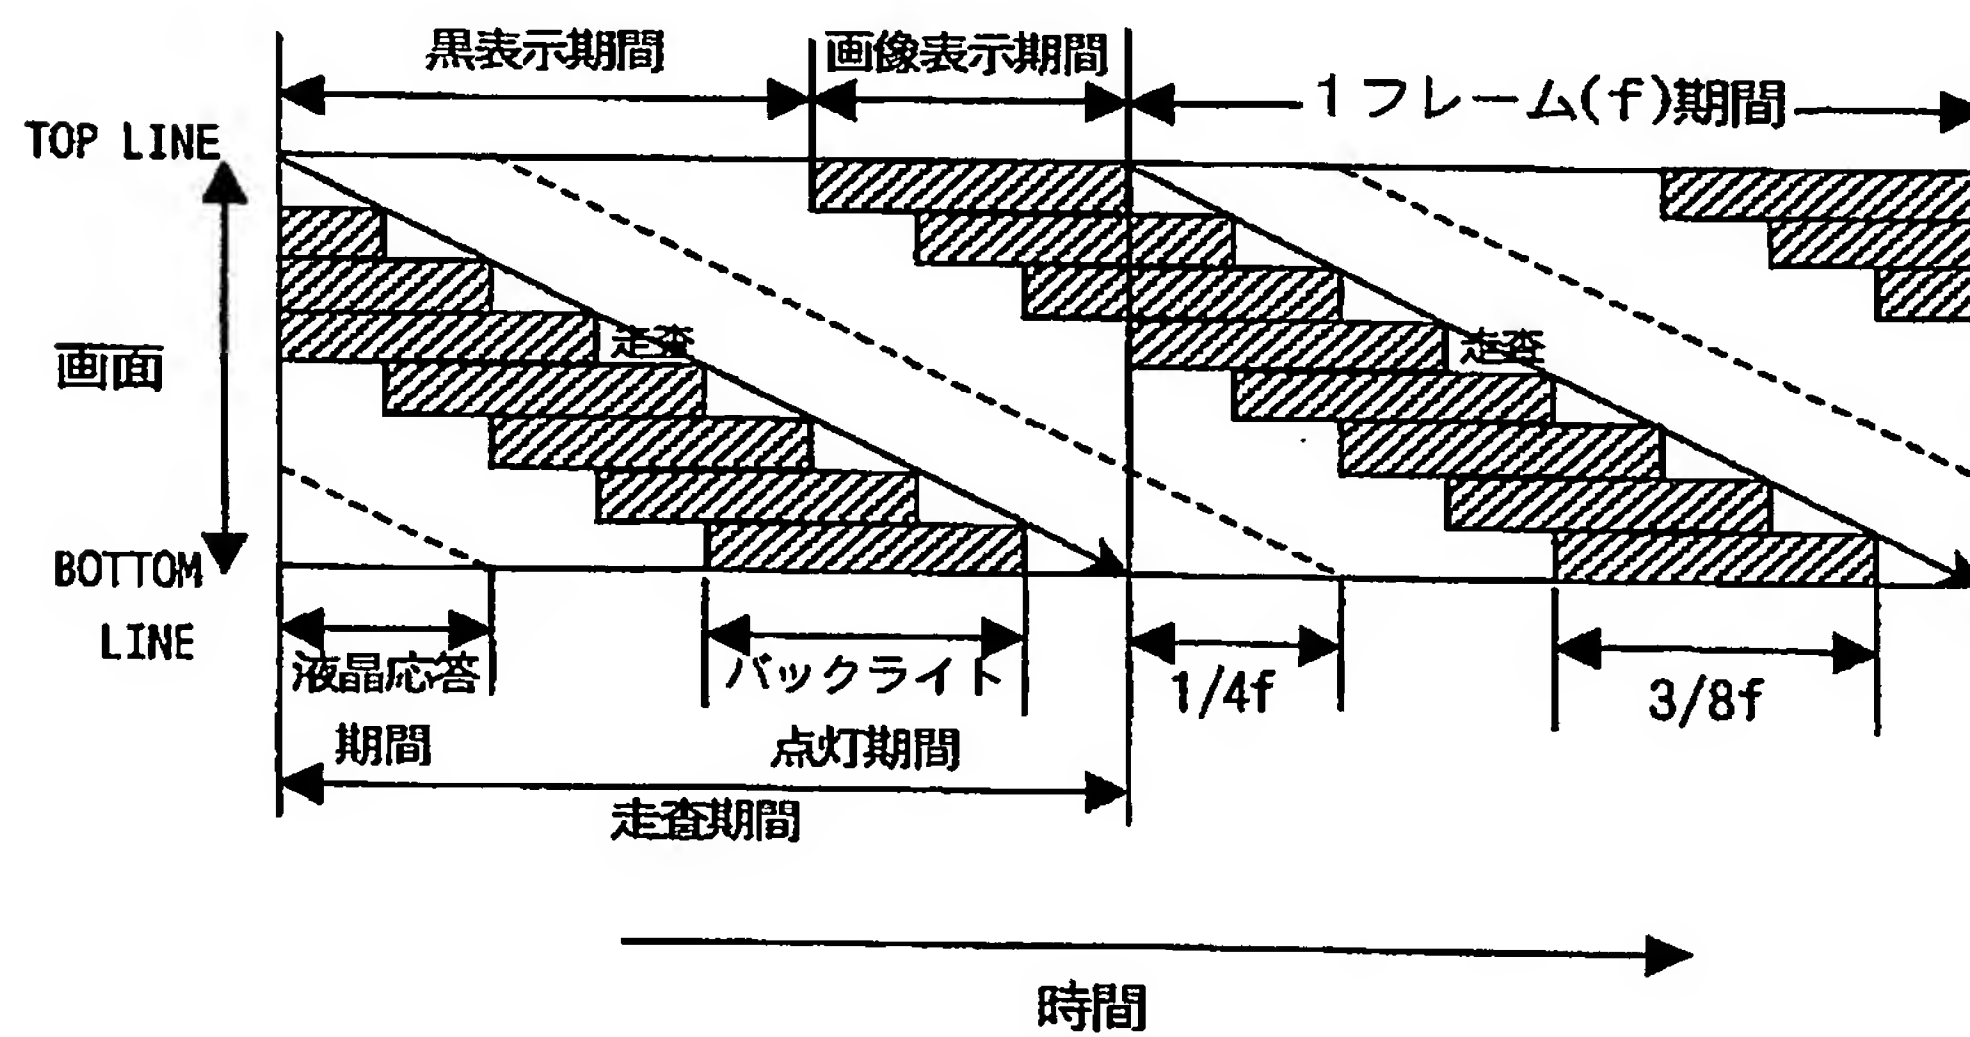 黒表示期間
画像表示期間
1フレーム(f)期間
TOP LINE
走査
走査
画面
BOTTOM
LINE
液晶応答
期間
バックライト
点灯期間
1/4f
3/8f
走査期間
時間